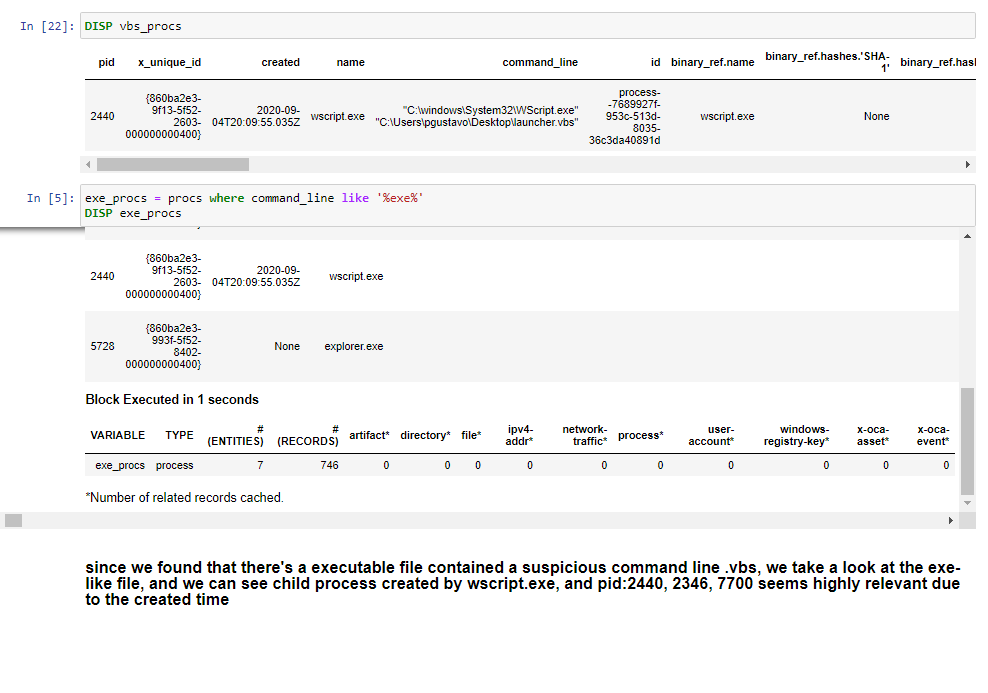 In [22]: DISP vbs_procs
pid x_unique_id created name command_line id binary_ref.name binary_ref.hashes.'SHA-1' binary_ref.hasl
2440 {860ba2e3-9f13-5f52-2603-000000000400} 2020-09-04T20:09:55.035Z wscript.exe "C:\windows\System32\WScript.exe" "C:\Users\pgustavo\Desktop\launcher.vbs" process--7689927f-953c-513d-8035-36c3da40891d wscript.exe None
In [5]: exe_procs = procs where command_line like '%exe%'
DISP exe_procs
2440 {860ba2e3-9f13-5f52-2603-000000000400} 2020-09-04T20:09:55.035Z wscript.exe
5728 {860ba2e3-993f-5f52-8402-000000000400} None explorer.exe
Block Executed in 1 seconds
VARIABLE TYPE # (ENTITIES) # (RECORDS) artifact* directory* file* ipv4-addr* network-traffic* process* user-account* windows-registry-key* x-oca-asset* x-oca-event*
exe_procs process 7 746 0 0 0 0 0 0 0 0 0 0
*Number of related records cached.
since we found that there's a executable file contained a suspicious command line .vbs, we take a look at the exe-
like file, and we can see child process created by wscript.exe, and pid:2440, 2346, 7700 seems highly relevant due
to the created time